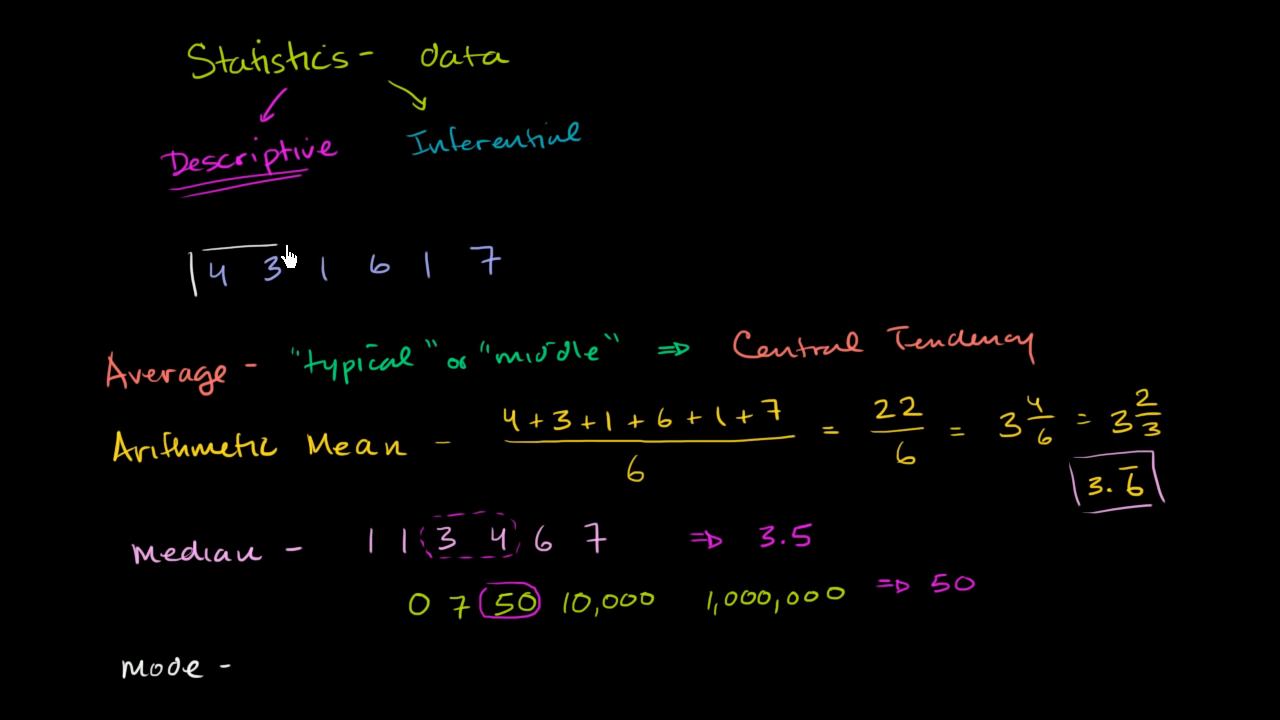 Statistics - data
Descriptive Inferential
4 3 1 6 1 7
Average - "typical" or "middle" ⇒ Central Tendency
Arithmetic Mean - (4+3+1+6+1+7)/6 = 22/6 = 3 4/6 = 3 2/3
3.6̅
Median - 1 1 3 4 6 7 ⇒ 3.5
0 7 50 10,000 1,000,000 ⇒ 50
Mode -